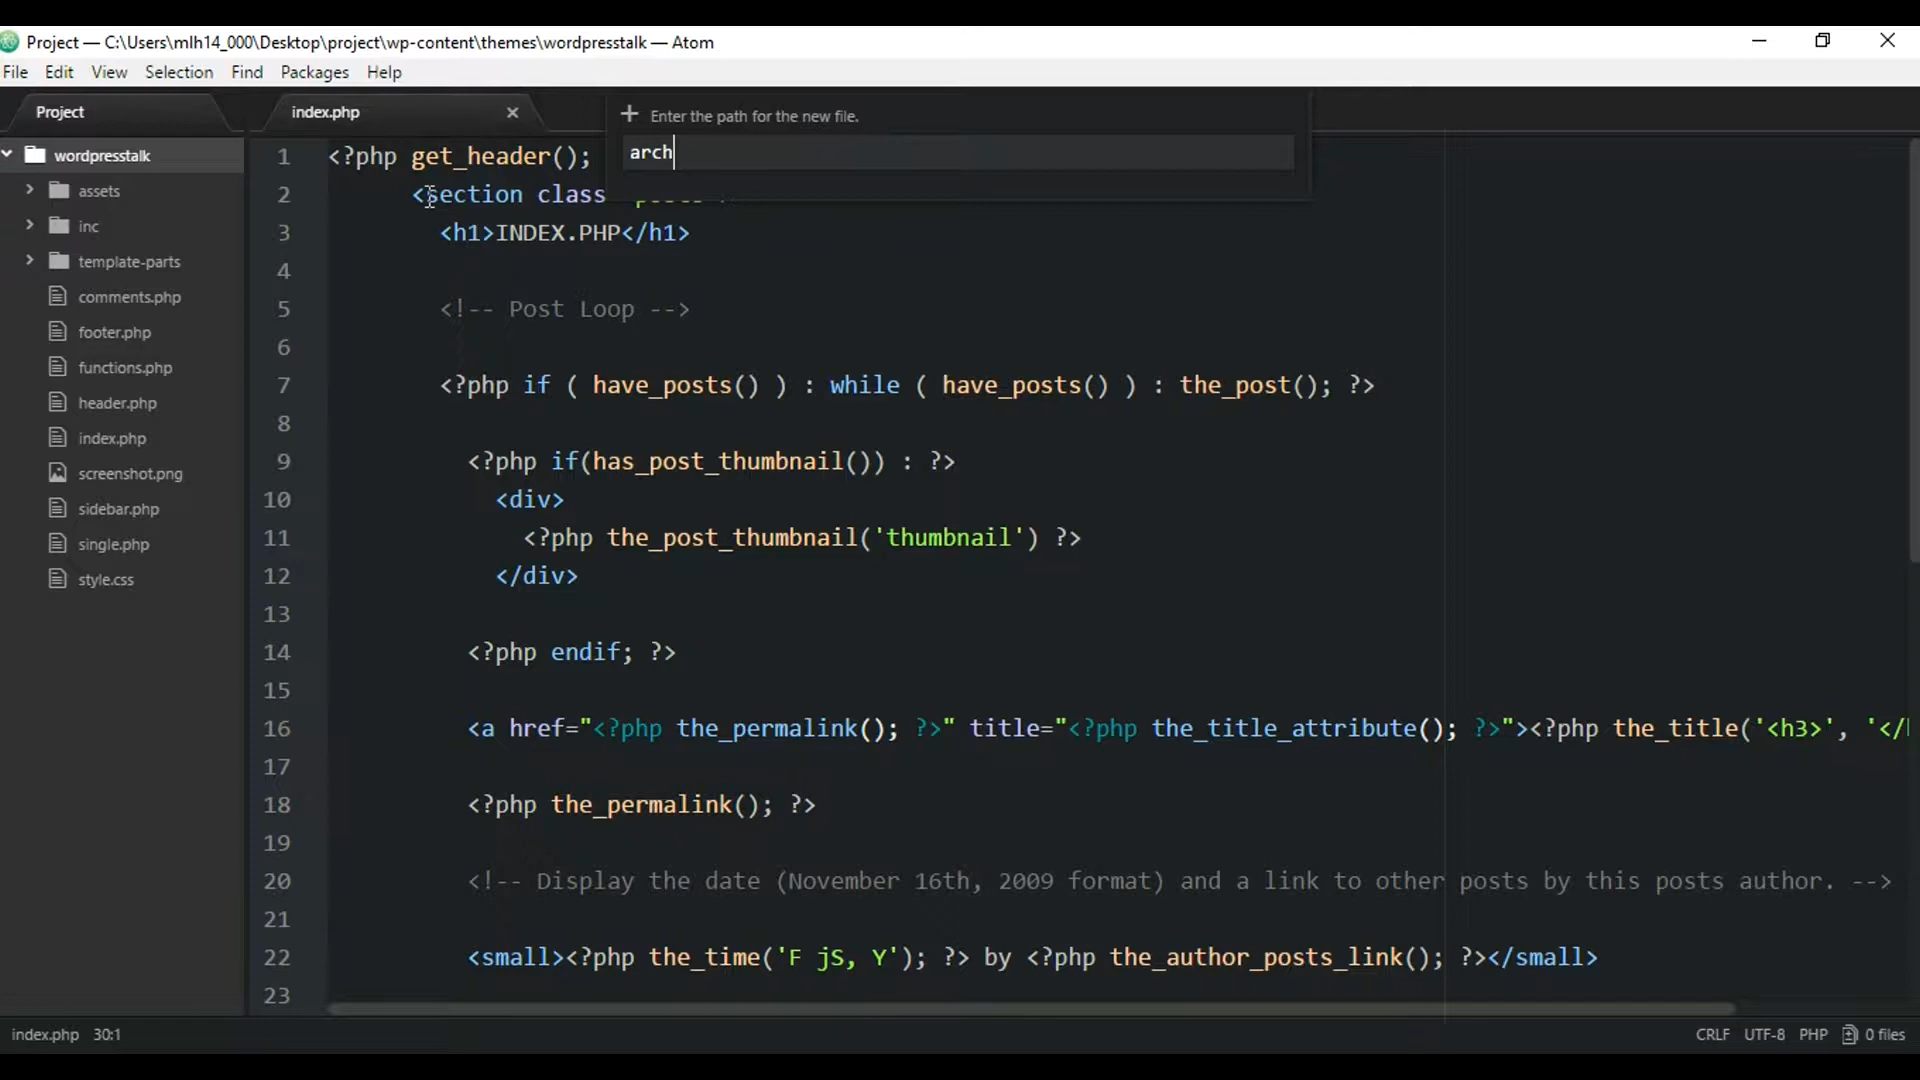 Project — C:\Users\mlh14_000\Desktop\project\wp-content\themes\wordpresstalk — Atom
File Edit View Selection Find Packages Help
Project
index.php
Enter the path for the new file.
arch
wordpresstalk
assets
inc
template-parts
comments.php
footer.php
functions.php
header.php
index.php
screenshot.png
sidebar.php
single.php
style.css
1 <?php get_header();
2 <section class
3 <h1>INDEX.PHP</h1>
4
5 <!-- Post Loop -->
6
7 <?php if ( have_posts() ) : while ( have_posts() ) : the_post(); ?>
8
9 <?php if(has_post_thumbnail()) : ?>
10 <div>
11 <?php the_post_thumbnail('thumbnail') ?>
12 </div>
13
14 <?php endif; ?>
15
16 <a href="<?php the_permalink(); ?>" title="<?php the_title_attribute(); ?>"><?php the_title('<h3>', '</
17
18 <?php the_permalink(); ?>
19
20 <!-- Display the date (November 16th, 2009 format) and a link to other posts by this posts author. -->
21
22 <small><?php the_time('F jS, Y'); ?> by <?php the_author_posts_link(); ?></small>
23
index.php 30:1
CRLF UTF-8 PHP 0 files